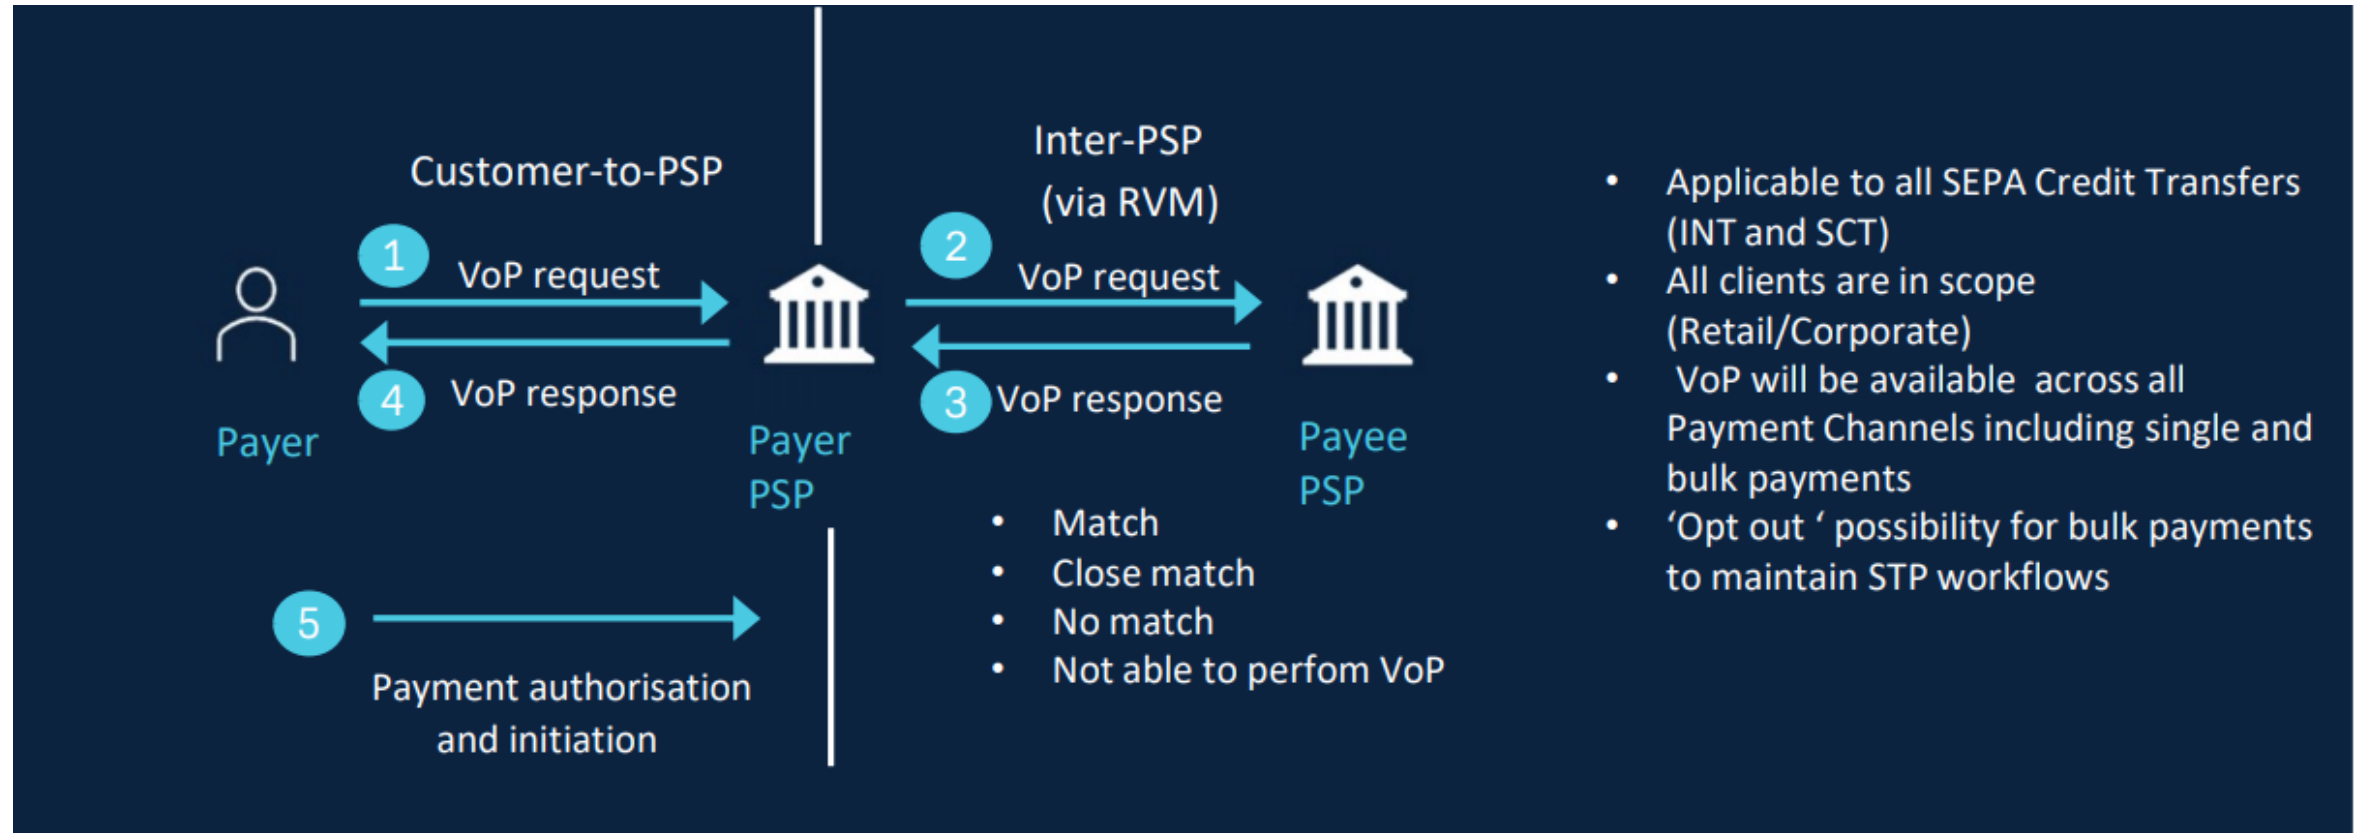 Customer-to-PSP
Inter-PSP
(via RVM)
1
VoP request
2
VoP request
4
VoP response
3
VoP response
Payer
Payer
PSP
Payee
PSP
• Match
• Close match
• No match
• Not able to perfom VoP
5
Payment authorisation
and initiation
• Applicable to all SEPA Credit Transfers
(INT and SCT)
• All clients are in scope
(Retail/Corporate)
• VoP will be available across all
Payment Channels including single and
bulk payments
• ‘Opt out ‘ possibility for bulk payments
to maintain STP workflows